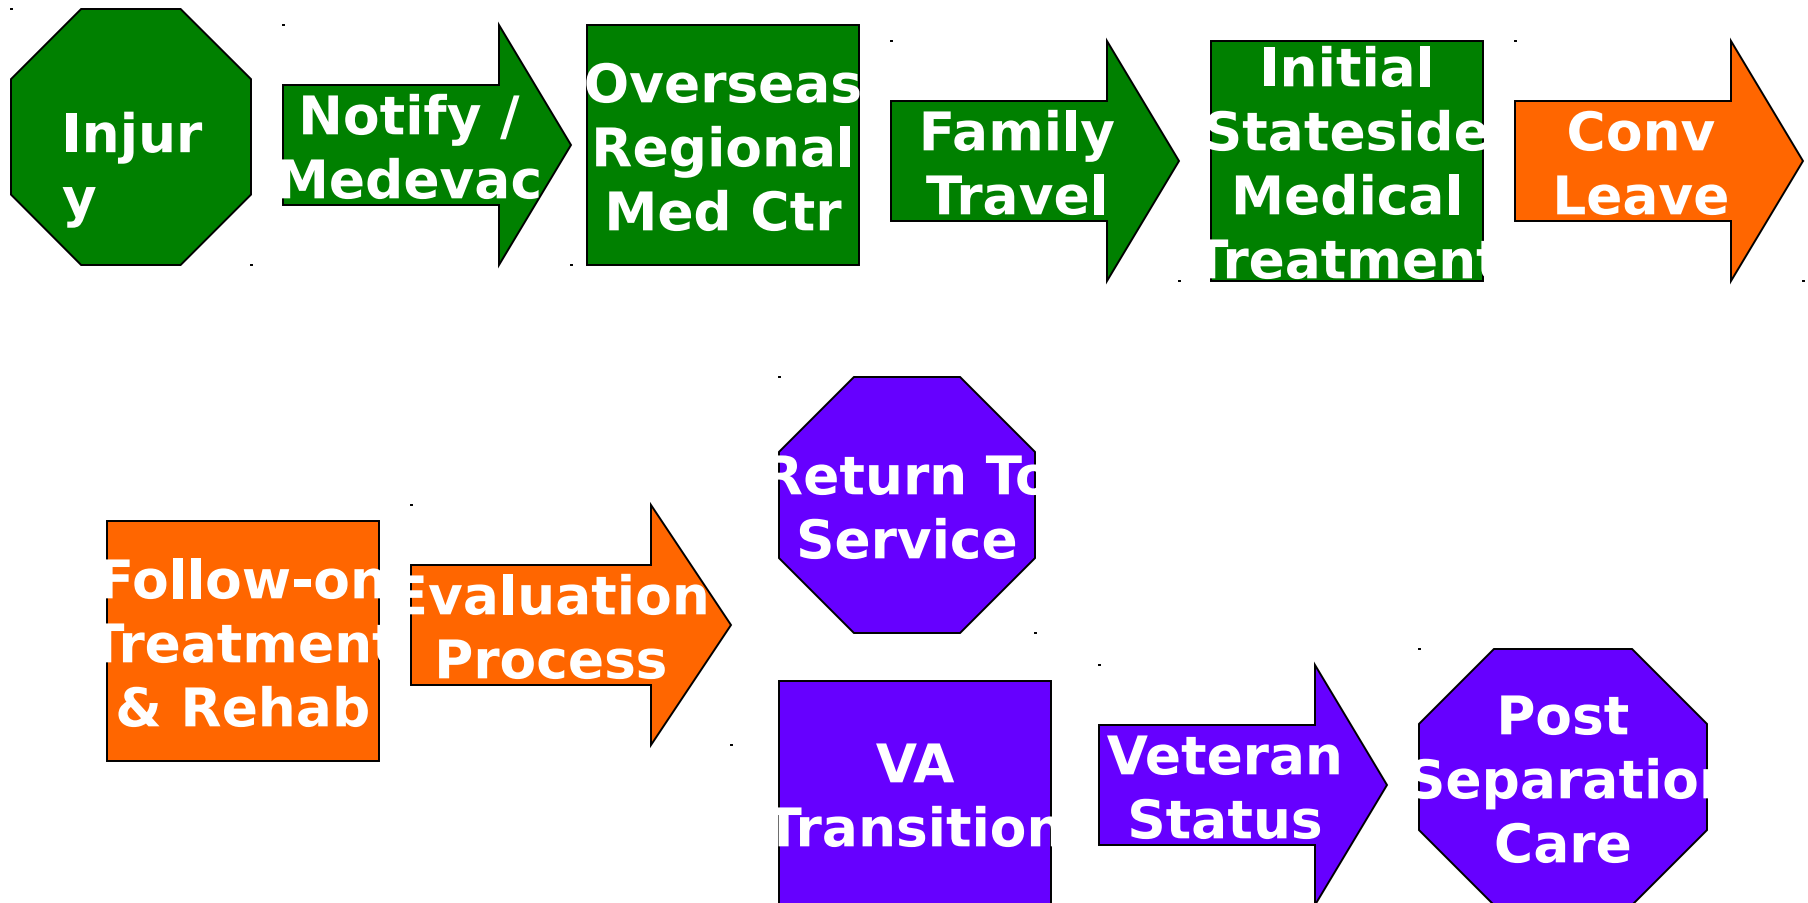 Injur
y
Notify /
Medevac
Overseas
Regional
Med Ctr
Family
Travel
Initial
Stateside
Medical
Treatment
Conv
Leave
Follow-on
Treatment
& Rehab
Evaluation
Process
Return To
Service
VA
Transition
Veteran
Status
Post
Separation
Care